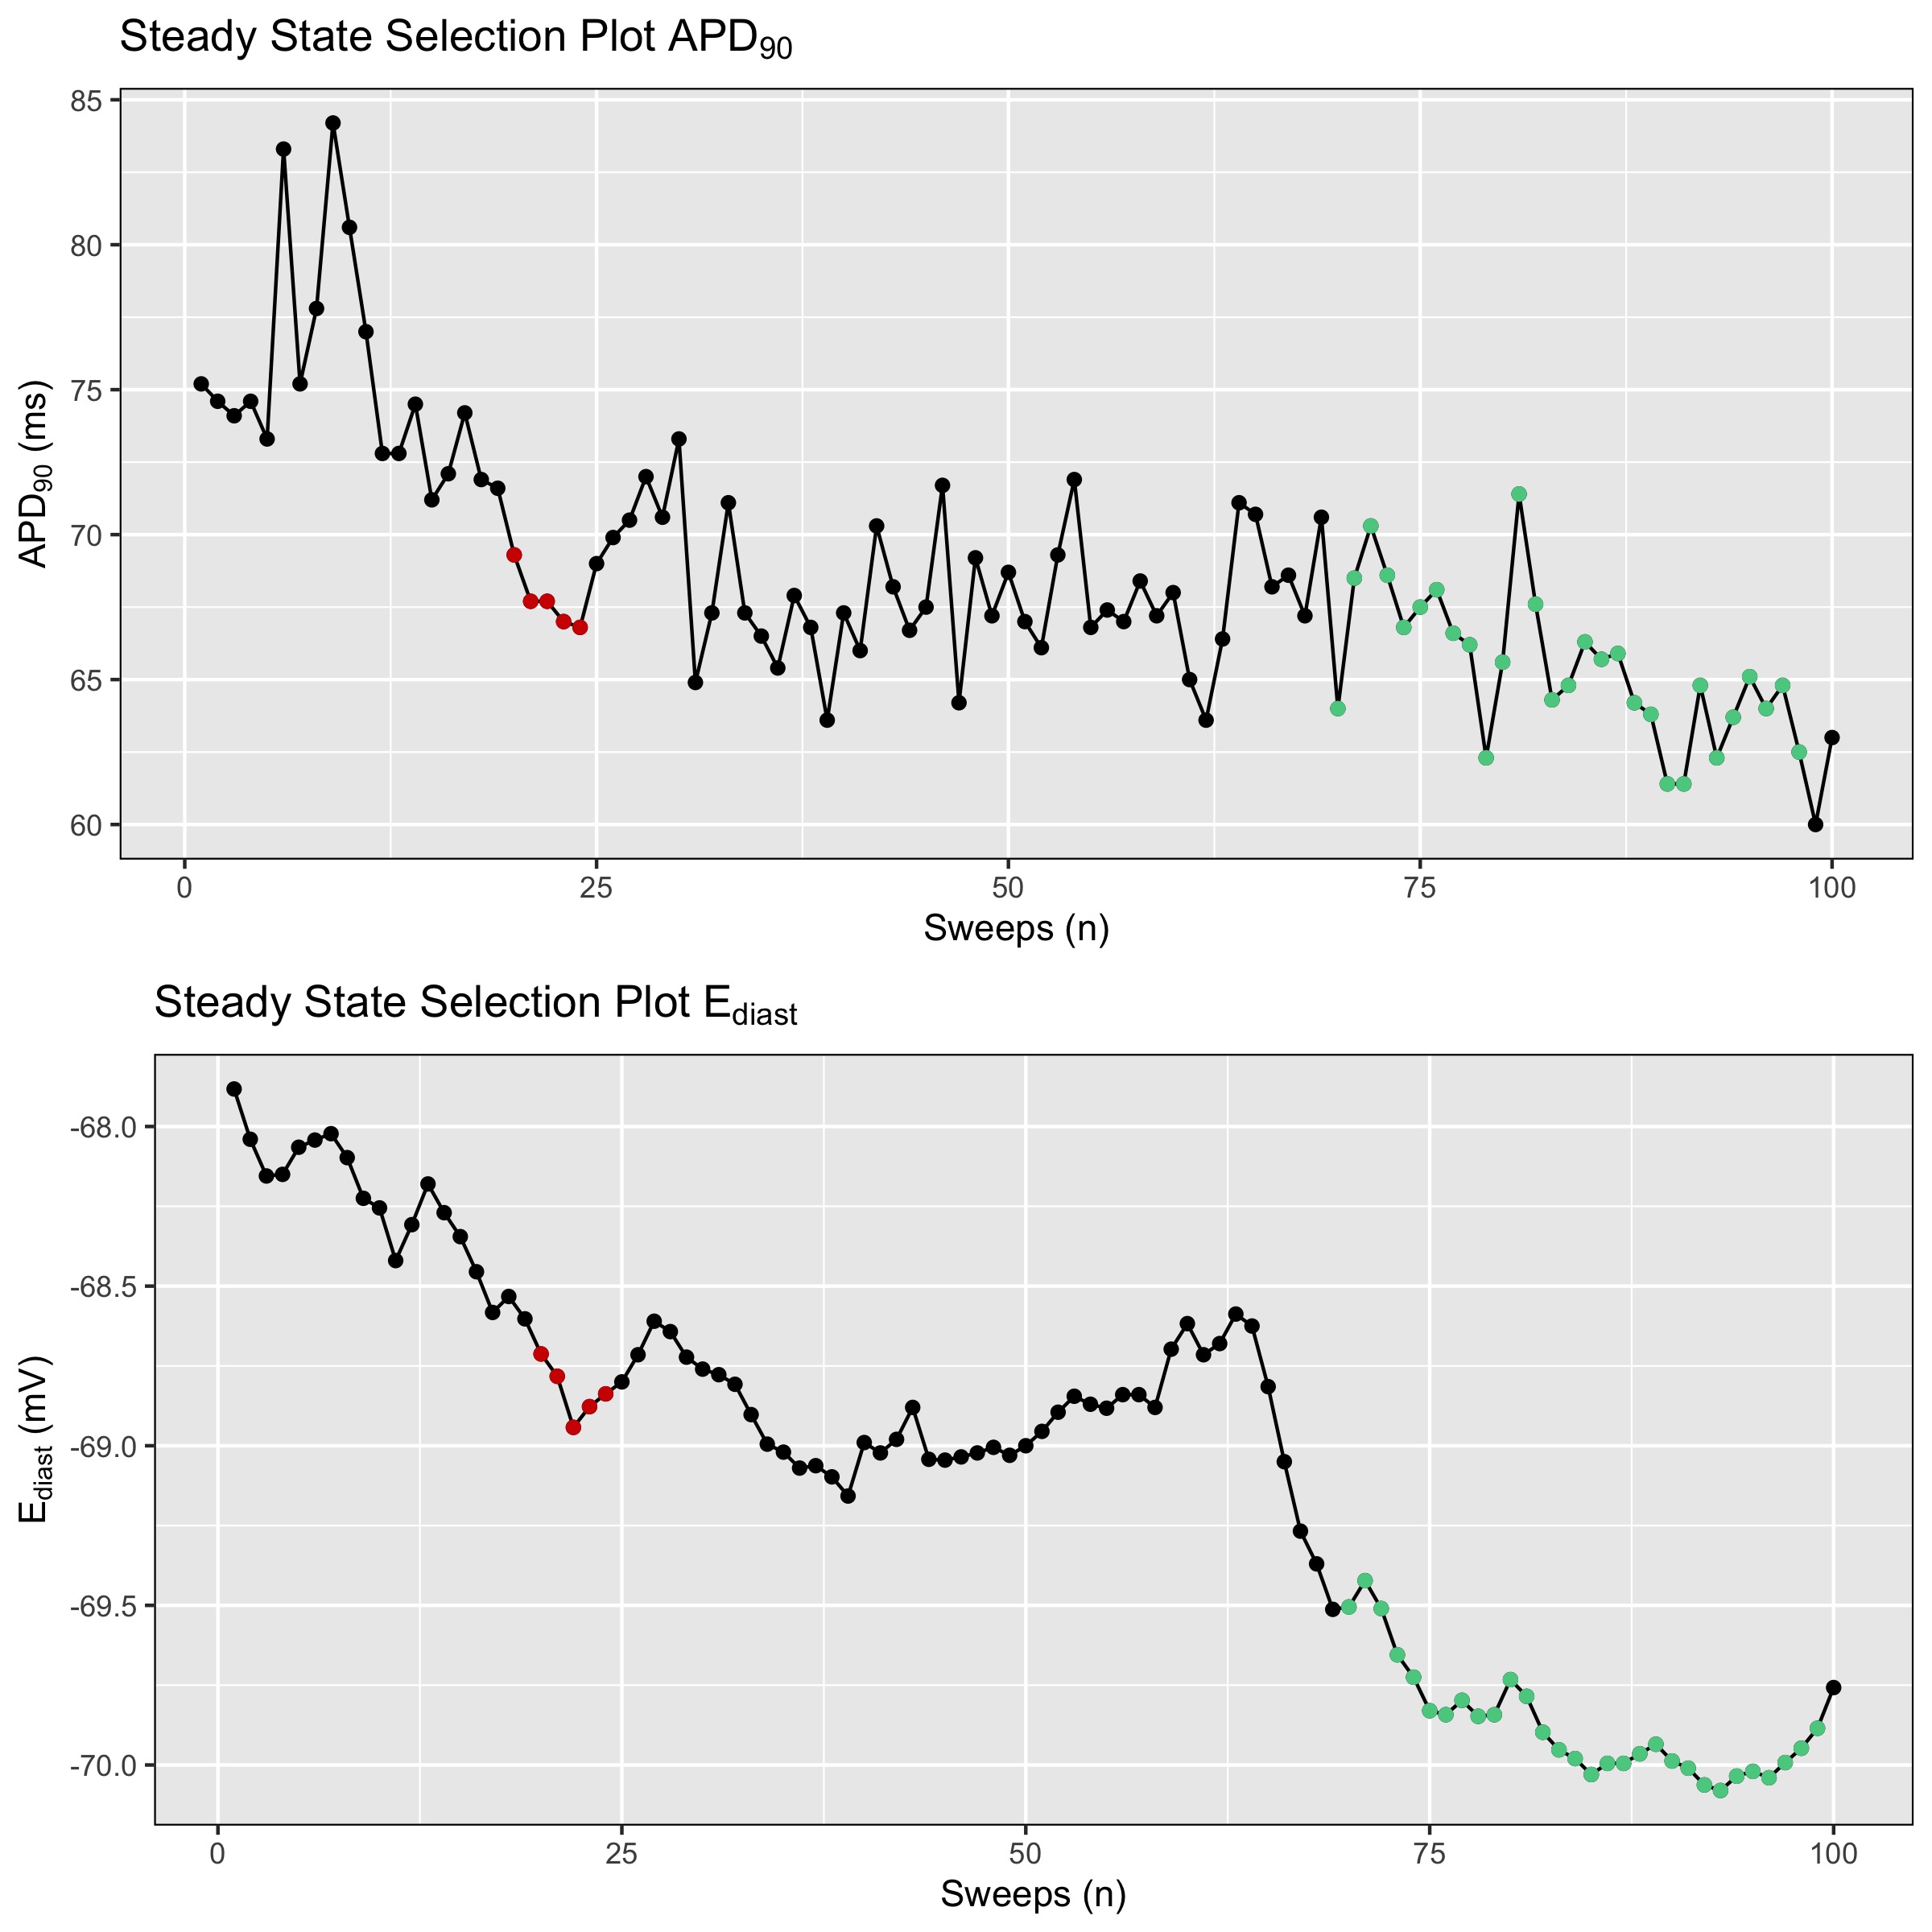 Steady State Selection Plot APD90
85
80
75
70
65
60
APD90 (ms)
0 25 50 75 100
Sweeps (n)
Steady State Selection Plot Ediast
-68.0
-68.5
-69.0
-69.5
-70.0
Ediast (mV)
0 25 50 75 100
Sweeps (n)